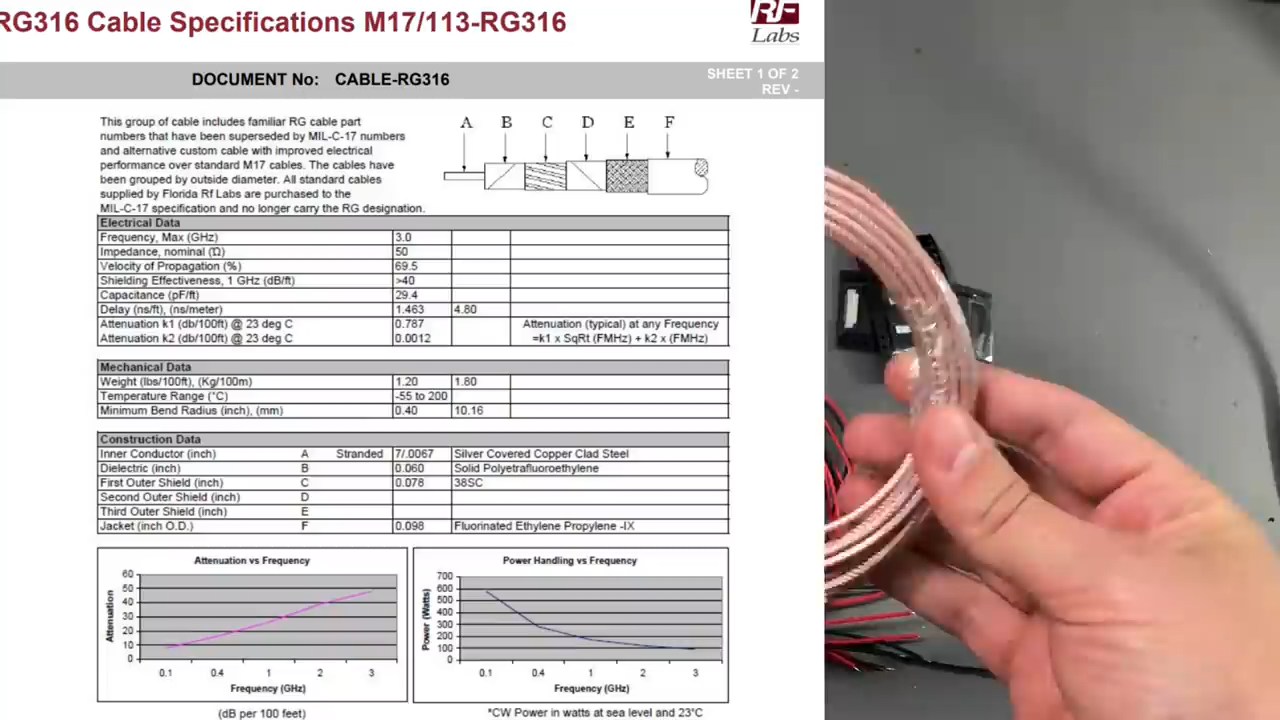 RG316 Cable Specifications M17/113-RG316
RF
Labs
DOCUMENT No: CABLE-RG316
SHEET 1 OF 2
REV -
This group of cable includes familiar RG cable part
numbers that have been superseded by MIL-C-17 numbers
and alternative custom cable with improved electrical
performance over standard M17 cables. The cables have
been grouped by outside diameter. All standard cables
supplied by Florida Rf Labs are purchased to the
MIL-C-17 specification and no longer carry the RG designation.
A B C D E F
Electrical Data
Frequency, Max (GHz) 3.0
Impedance, nominal (Ω) 50
Velocity of Propagation (%) 69.5
Shielding Effectiveness, 1 GHz (dB/ft) >40
Capacitance (pF/ft) 29.4
Delay (ns/ft), (ns/meter) 1.463 4.80
Attenuation k1 (db/100ft) @ 23 deg C 0.787 Attenuation (typical) at any Frequency
Attenuation k2 (db/100ft) @ 23 deg C 0.0012 =k1 x SqRt (FMHz) + k2 x (FMHz)
Mechanical Data
Weight (lbs/100ft), (Kg/100m) 1.20 1.80
Temperature Range (°C) -55 to 200
Minimum Bend Radius (inch), (mm) 0.40 10.16
Construction Data
Inner Conductor (inch) A Stranded 7/.0067 Silver Covered Copper Clad Steel
Dielectric (inch) B 0.060 Solid Polytetrafluoroethylene
First Outer Shield (inch) C 0.078 38SC
Second Outer Shield (inch) D
Third Outer Shield (inch) E
Jacket (inch O.D.) F 0.098 Fluorinated Ethylene Propylene -IX
Attenuation vs Frequency
Attenuation
60
50
40
30
20
10
0
0.1 0.4 1 2 3
Frequency (GHz)
(dB per 100 feet)
Power Handling vs Frequency
Power (Watts)
700
600
500
400
300
200
100
0
0.1 0.4 1 2 3
Frequency (GHz)
*CW Power in watts at sea level and 23°C